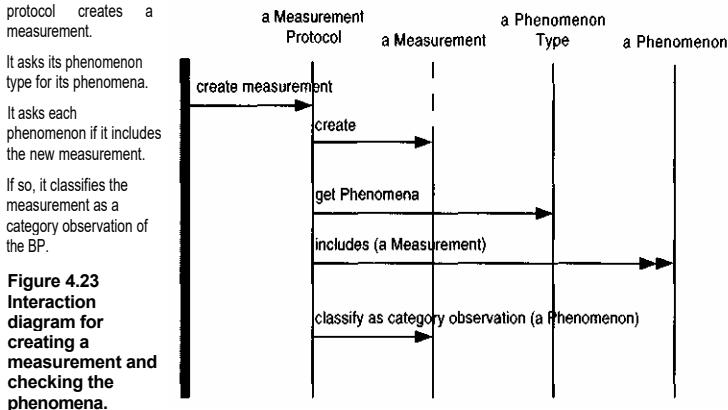 protocol creates a
measurement.
It asks its phenomenon
type for its phenomena.
It asks each
phenomenon if it includes
the new measurement.
If so, it classifies the
measurement as a
category observation of
the BP.
Figure 4.23
Interaction
diagram for
creating a
measurement and
checking the
phenomena.
a Measurement
Protocol
a Measurement
a Phenomenon
Type
a Phenomenon
create measurement
create
get Phenomena
includes (a Measurement)
classify as category observation (a Phenomenon)